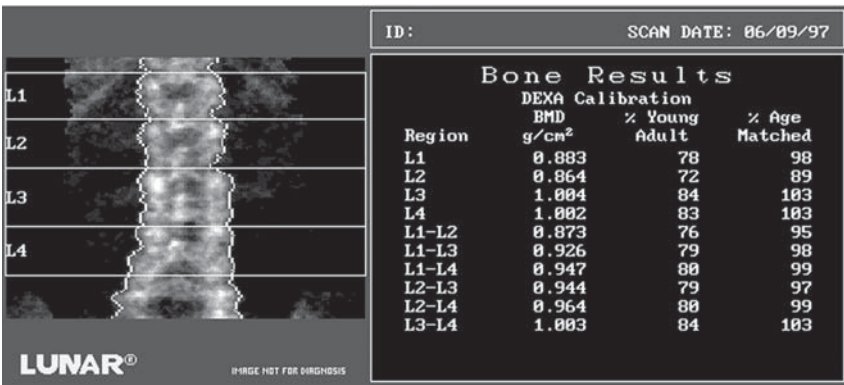 ID: SCAN DATE: 06/09/97
L1
L2
L3
L4
LUNAR®
IMAGE NOT FOR DIAGNOSIS
Bone Results
DEXA Calibration
BMD % Young % Age
Region g/cm² Adult Matched
L1 0.883 78 98
L2 0.864 72 89
L3 1.004 84 103
L4 1.002 83 103
L1-L2 0.873 76 95
L1-L3 0.926 79 98
L1-L4 0.947 80 99
L2-L3 0.944 79 97
L2-L4 0.964 80 99
L3-L4 1.003 84 103